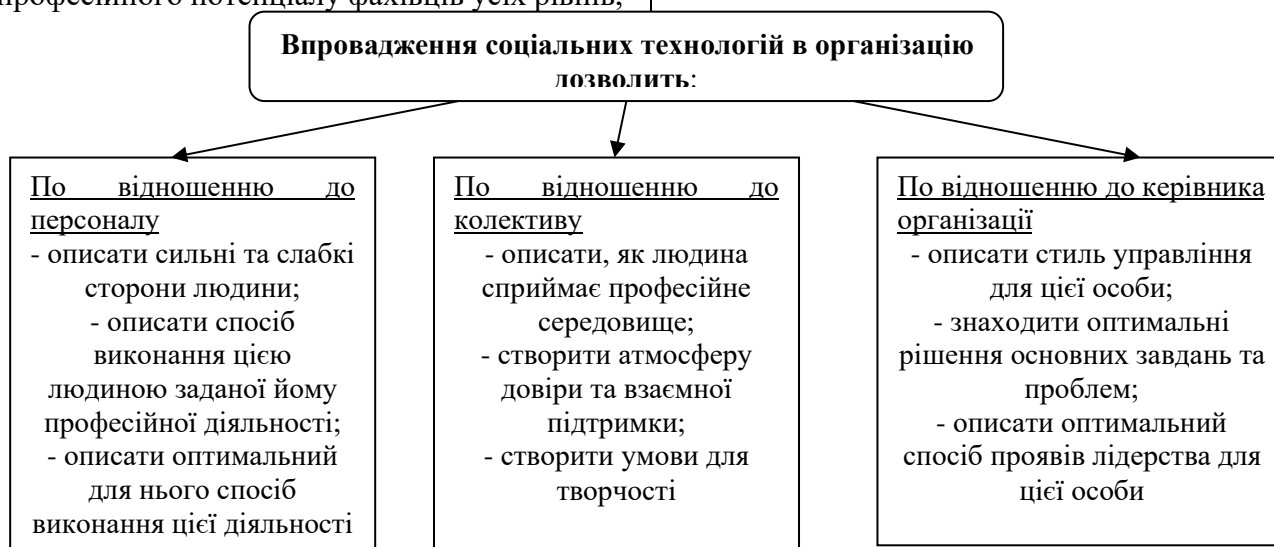 професійного потенціалу фахівців усіх рівнів,
Впровадження соціальних технологій в організацію
дозволить:
По відношенню до
персоналу
- описати сильні та слабкі
сторони людини;
- описати спосіб
виконання цією
людиною заданої йому
професійної діяльності;
- описати оптимальний
для нього спосіб
виконання цієї діяльності
По відношенню до
колективу
- описати, як людина
сприймає професійне
середовище;
- створити атмосферу
довіри та взаємної
підтримки;
- створити умови для
творчості
По відношенню до керівника
організації
- описати стиль управління
для цієї особи;
- знаходити оптимальні
рішення основних завдань та
проблем;
- описати оптимальний
спосіб проявів лідерства для
цієї особи